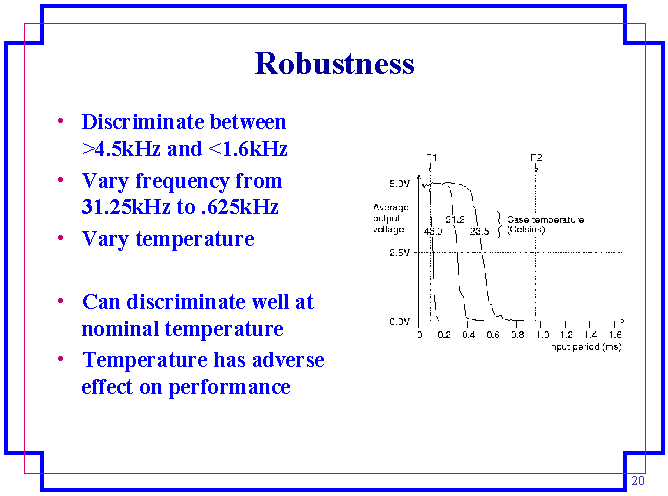 Robustness
• Discriminate between
>4.5kHz and <1.6kHz
• Vary frequency from
31.25kHz to .625kHz
• Vary temperature
• Can discriminate well at
nominal temperature
• Temperature has adverse
effect on performance
F1 F2
5.0V
Average
output
voltage
43.0 31.2 23.5
Case temperature
(Celsius)
2.5V
0.0V
0 0.2 0.4 0.6 0.8 1.0 1.2 1.4 1.6
Input period (ms)
20